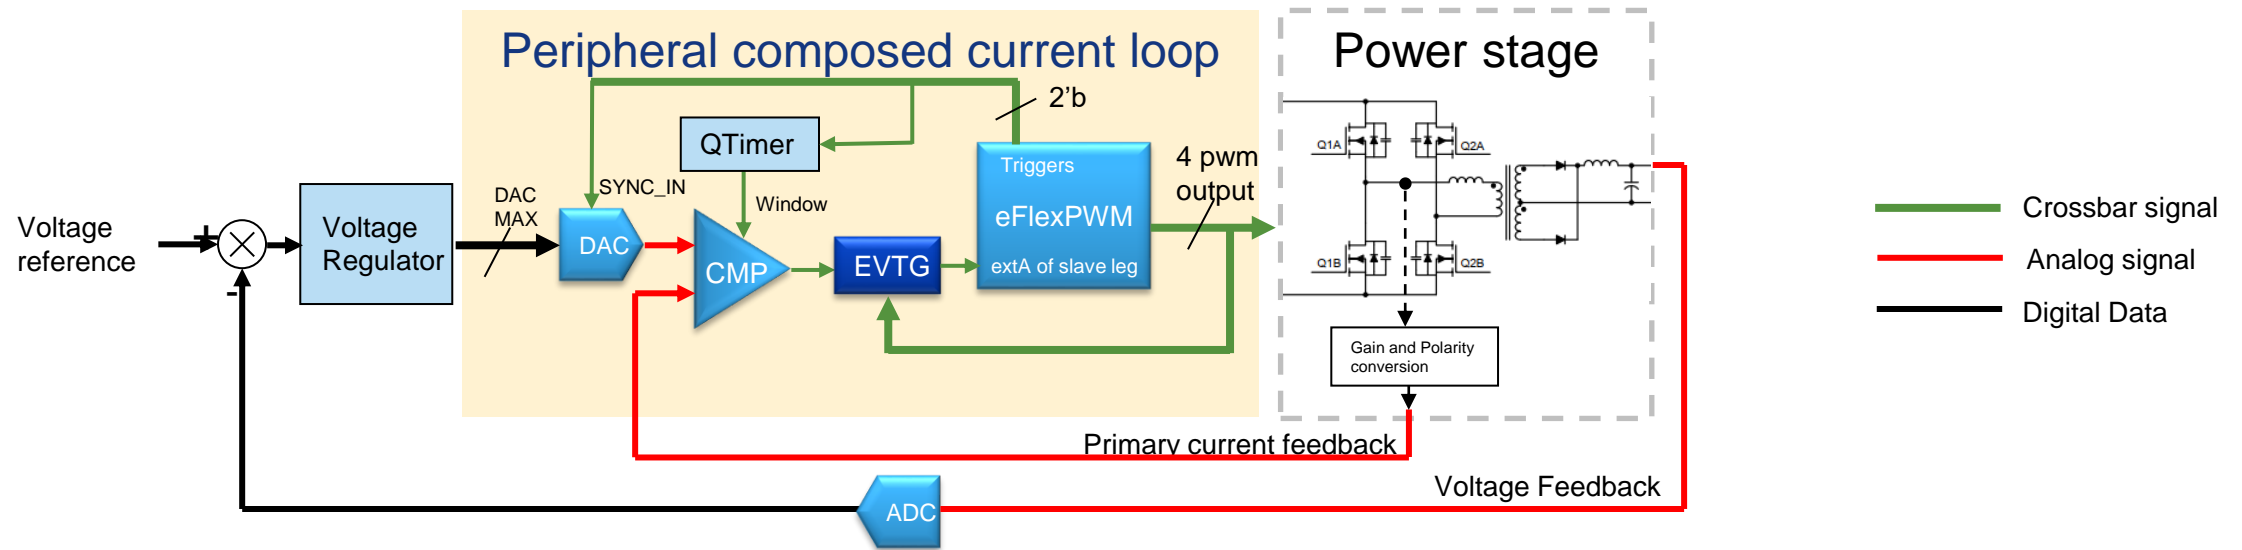 Peripheral composed current loop
Power stage
2'b
QTimer
Triggers
eFlexPWM
extA of slave leg
4 pwm
output
DAC
MAX
SYNC_IN
Window
Voltage
reference
+
-
Voltage
Regulator
DAC
CMP
EVTG
Q1A
Q2A
Q1B
Q2B
Gain and Polarity
conversion
Primary current feedback
Voltage Feedback
ADC
Crossbar signal
Analog signal
Digital Data